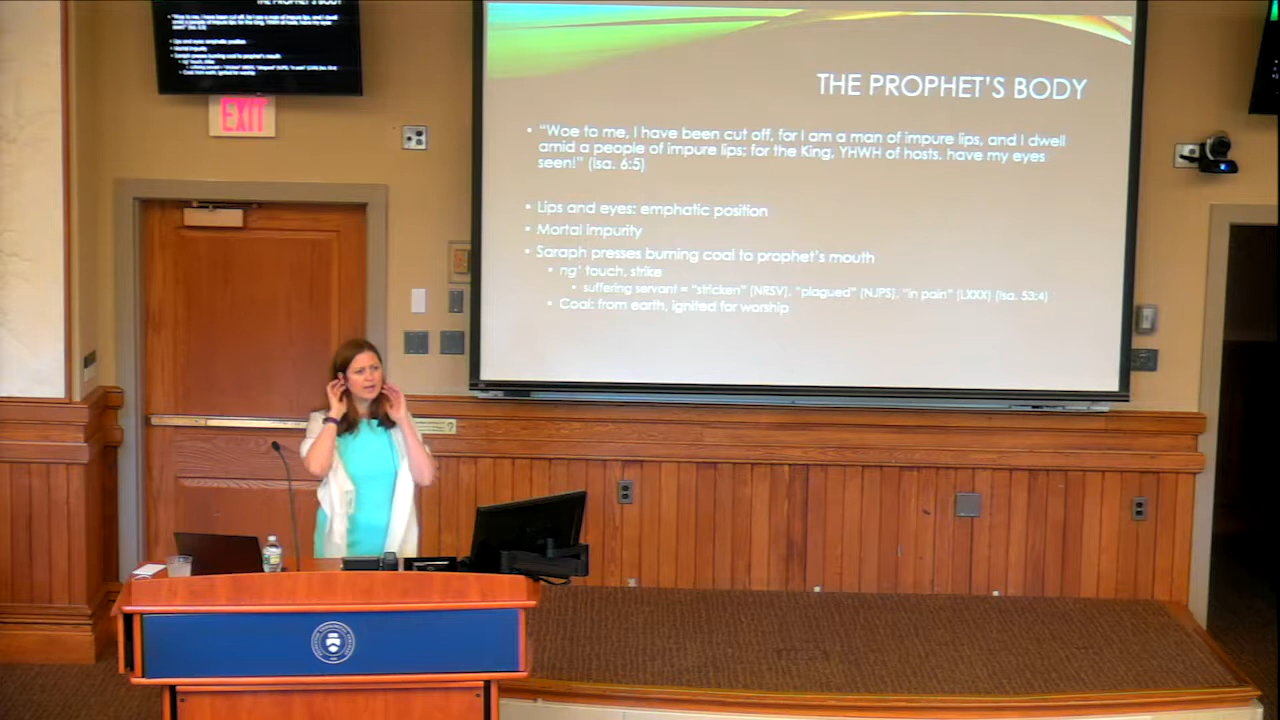 THE PROPHET'S BODY
EXIT
THE PROPHET'S BODY
• "Woe to me, I have been cut off, for I am a man of impure lips, and I dwell
amid a people of impure lips; for the King, YHWH of hosts, have my eyes
seen!" (Isa. 6:5)
• Lips and eyes: emphatic position
• Mortal impurity
• Saraph presses burning coal to prophet's mouth
• ng' touch, strike
• suffering servant = "stricken" (NRSV), "plagued" (NJPS), "in pain" (LXX) (Isa. 53:4)
• Coal: from earth, ignited for worship